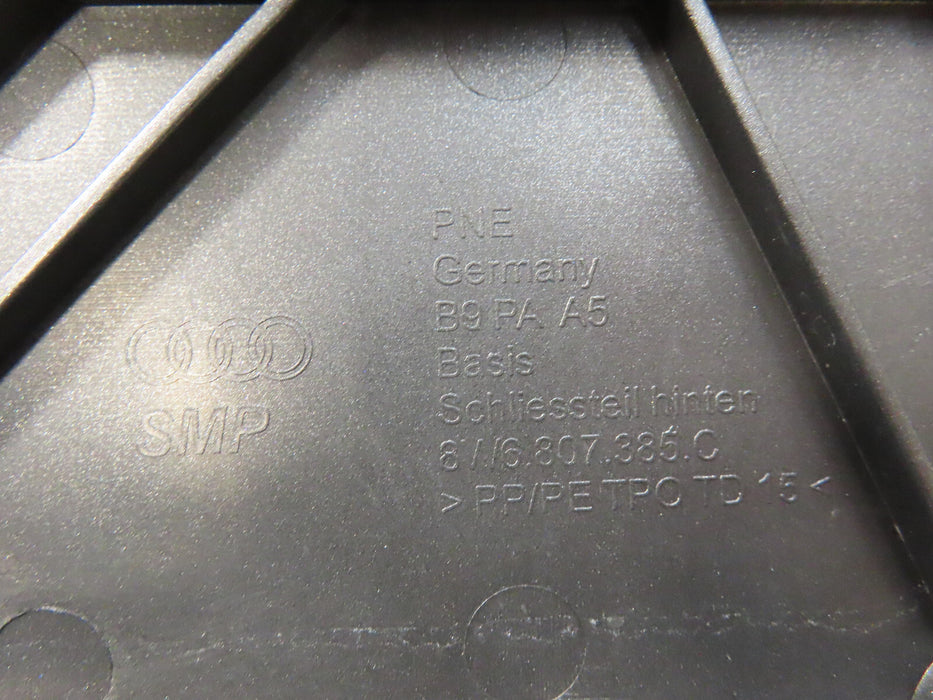 PNE
Germany
B9 PA A5
Basis
Schliessteil hinten
8W6.807.385.C
> PP/PE TPO TD 15 <
SMP